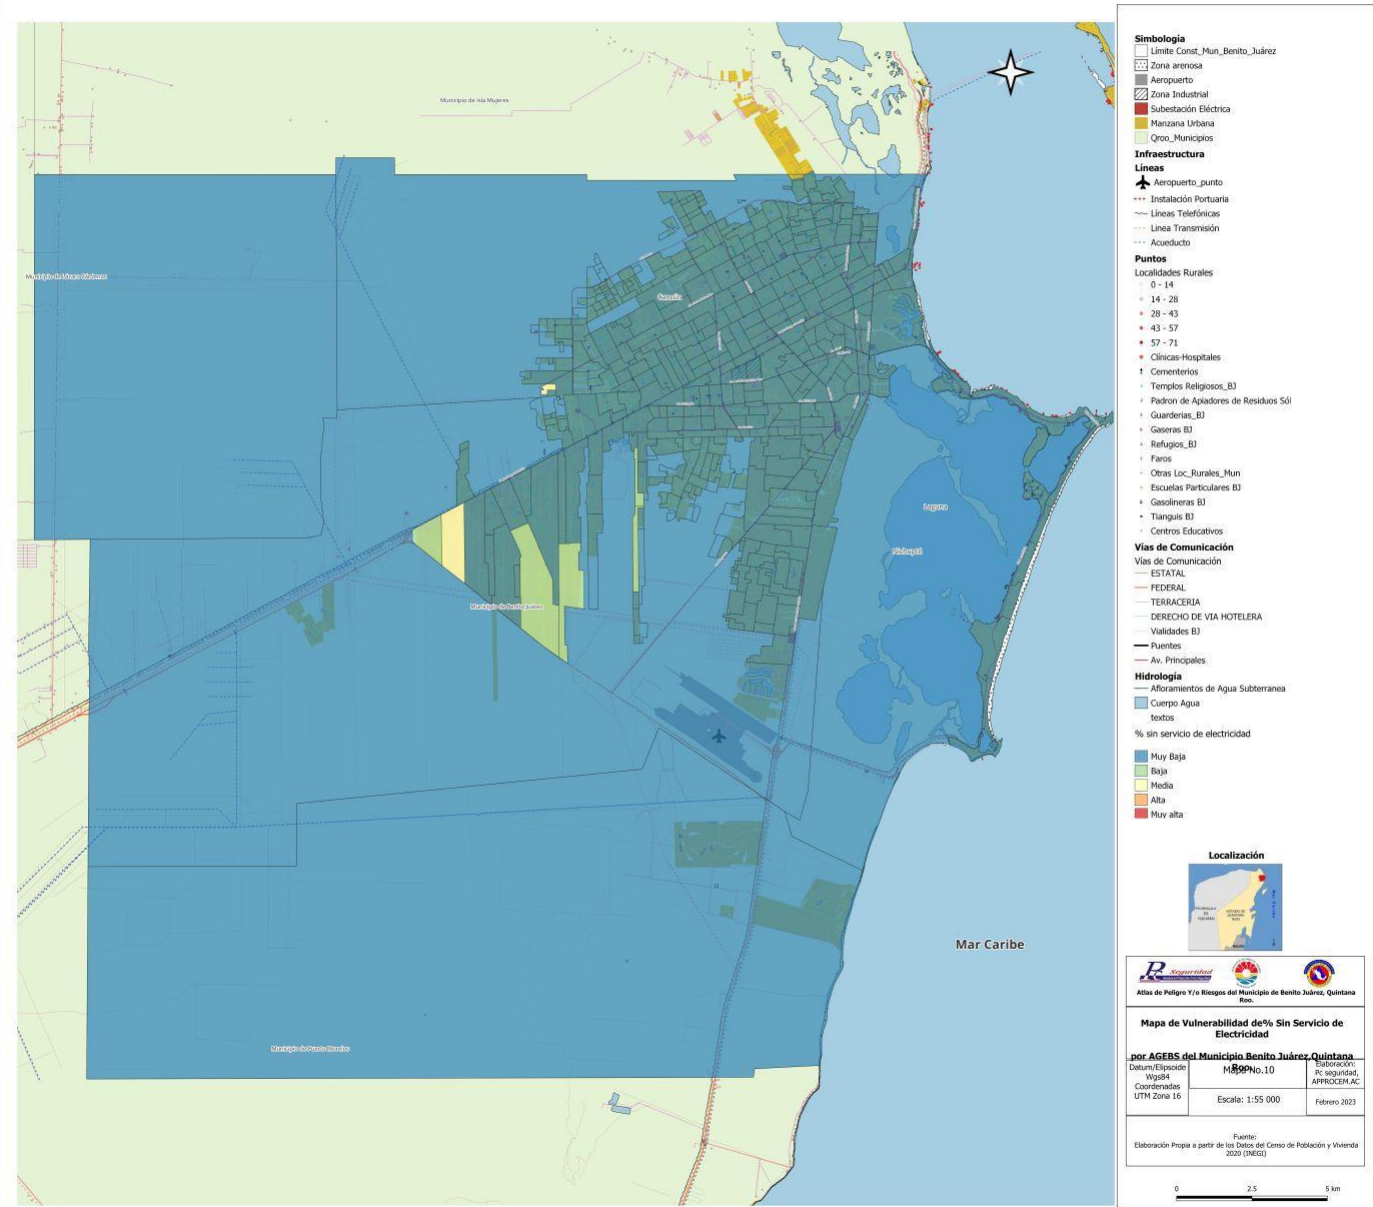 Municipio de Isla Mujeres
Municipio de Lázaro Cárdenas
Cancún
Laguna
Nichupté
Municipio de Benito Juárez
Mar Caribe
Municipio de Puerto Morelos
Simbología
Límite Const_Mun_Benito_Juárez
Zona arenosa
Aeropuerto
Zona Industrial
Subestación Eléctrica
Manzana Urbana
Qroo_Municipios
Infraestructura
Líneas
Aeropuerto_punto
Instalación Portuaria
Líneas Telefónicas
Linea Transmisión
Acueducto
Puntos
Localidades Rurales
0 - 14
14 - 28
28 - 43
43 - 57
57 - 71
Clínicas-Hospitales
Cementerios
Templos Religiosos_BJ
Padron de Apiadores de Residuos Sól
Guarderias_BJ
Gaseras BJ
Refugios_BJ
Faros
Otras Loc_Rurales_Mun
Escuelas Particulares BJ
Gasolineras BJ
Tianguis BJ
Centros Educativos
Vías de Comunicación
Vías de Comunicación
ESTATAL
FEDERAL
TERRACERIA
DERECHO DE VIA HOTELERA
Vialidades BJ
Puentes
Av. Principales
Hidrología
Afloramientos de Agua Subterranea
Cuerpo Agua
textos
% sin servicio de electricidad
Muy Baja
Baja
Media
Alta
Muy alta
Localización
Seguridad
Atlas de Peligro Y/o Riesgos del Municipio de Benito Juárez, Quintana
Roo.
Mapa de Vulnerabilidad de% Sin Servicio de
Electricidad
por AGEBS del Municipio Benito Juárez,Quintana
Roo.
Datum/Elipsoide
Wgs84
Coordenadas
UTM Zona 16
Mapa No.10
Escala: 1:55 000
Elaboración:
Pc seguridad,
APPROCEM.AC
Febrero 2023
Fuente:
Elaboración Propia a partir de los Datos del Censo de Población y Vivienda
2020 (INEGI)
0 2.5 5 km